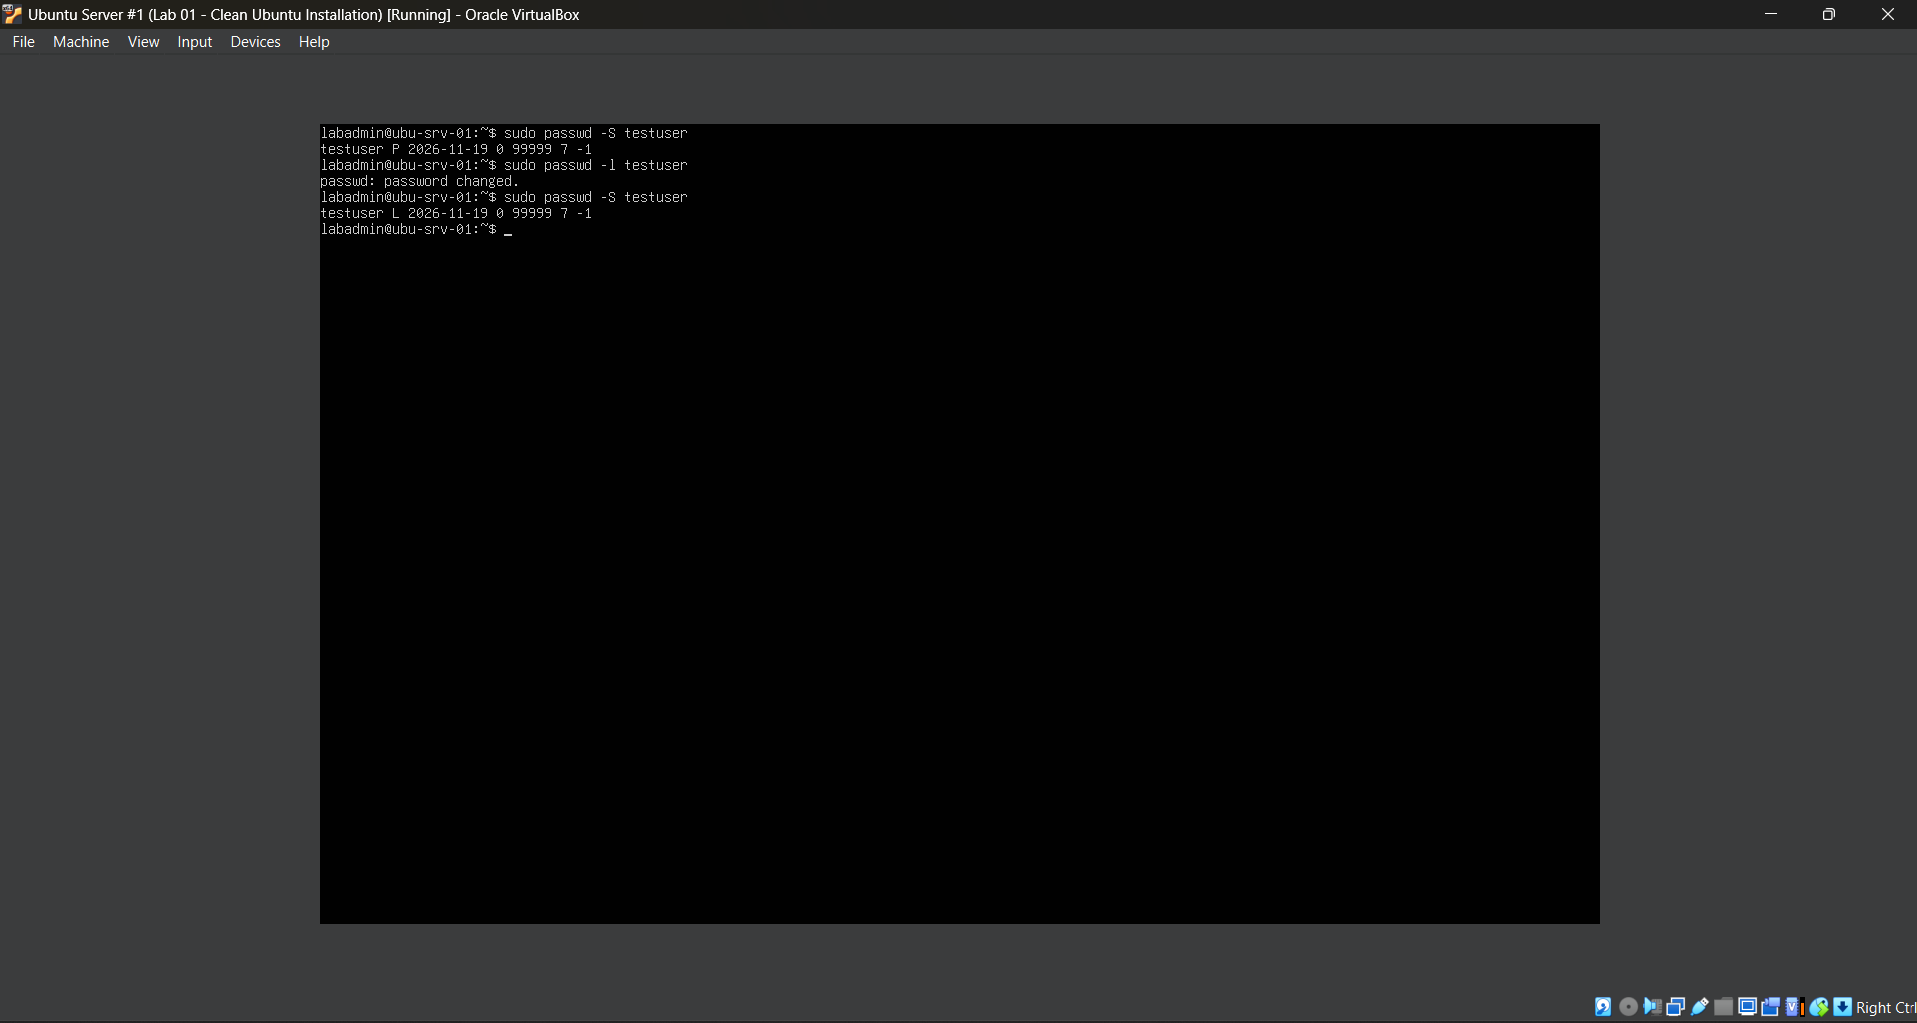 Ubuntu Server #1 (Lab 01 - Clean Ubuntu Installation) [Running] - Oracle VirtualBox
File Machine View Input Devices Help
labadmin@ubu-srv-01:~$ sudo passwd -S testuser
testuser P 2026-11-19 0 99999 7 -1
labadmin@ubu-srv-01:~$ sudo passwd -l testuser
passwd: password changed.
labadmin@ubu-srv-01:~$ sudo passwd -S testuser
testuser L 2026-11-19 0 99999 7 -1
labadmin@ubu-srv-01:~$ _
Right Ctrl